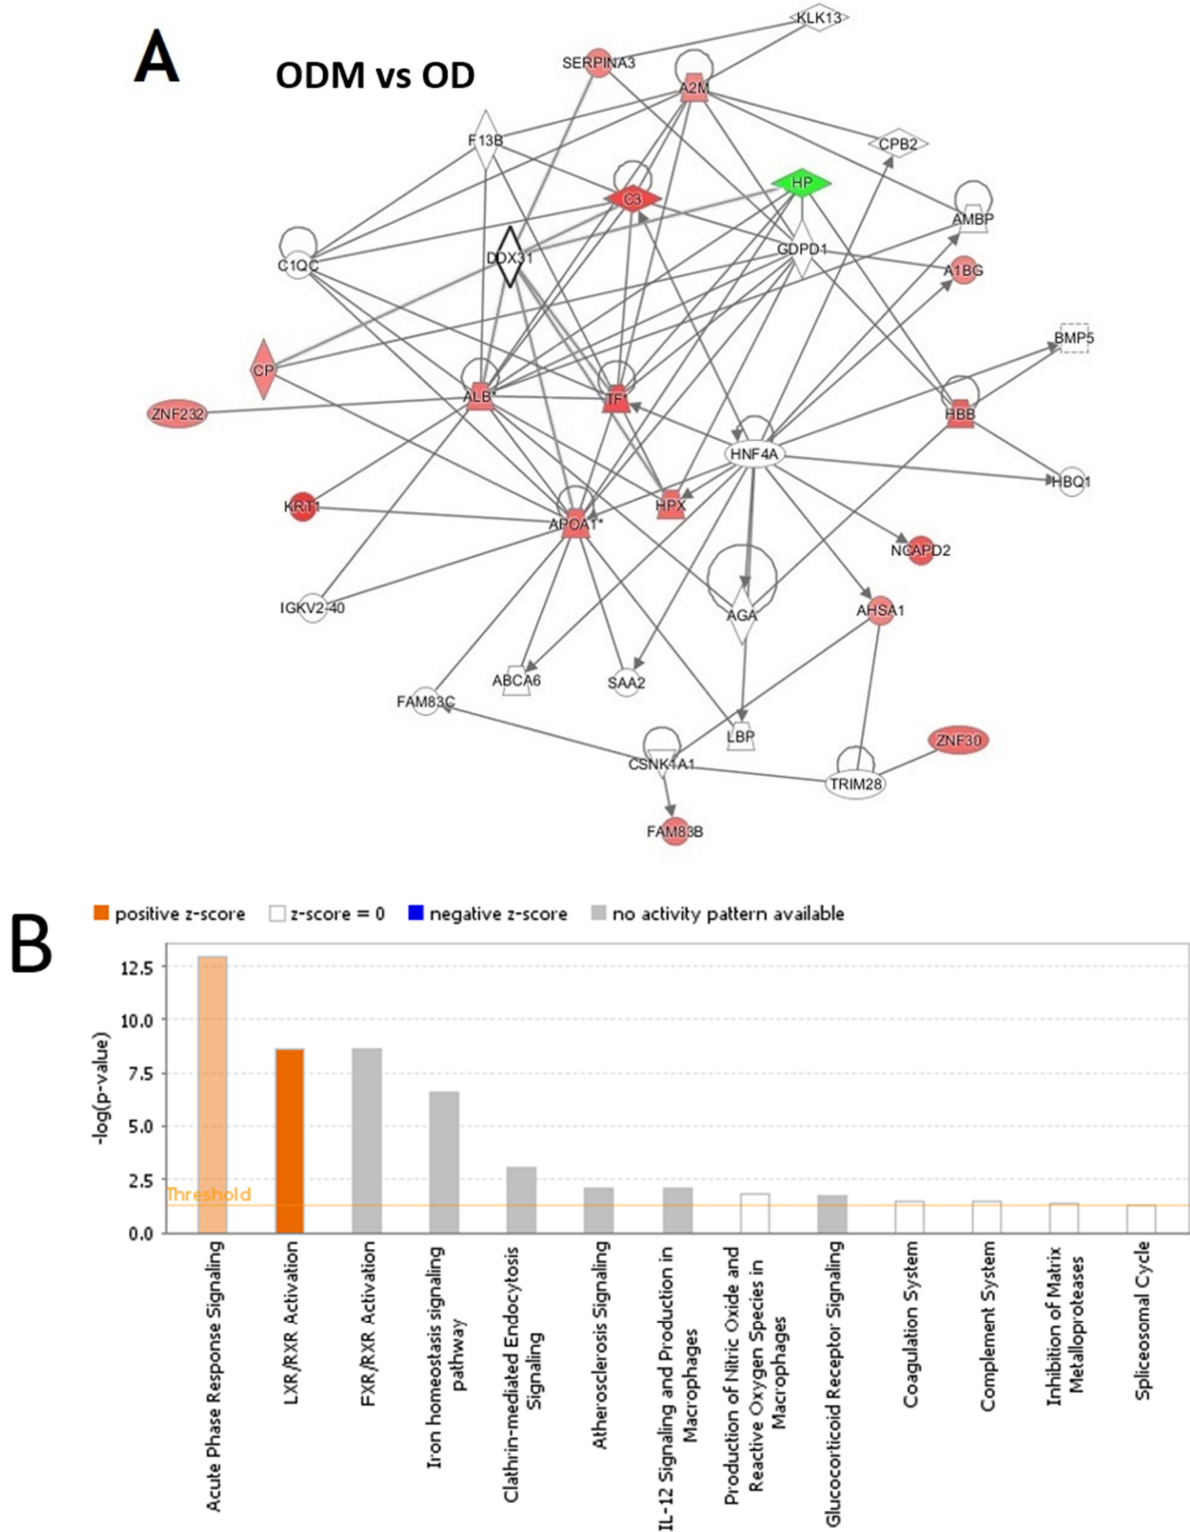 A
ODM vs OD
KLK13
SERPINA3
A2M
F13B
CPB2
HP
C3
AMBP
GDPD1
DDX31
C1QC
A1BG
BMP5
CP
ALB*
TF*
ZNF232
HBB
HNF4A
HBQ1
KRT1
HPX
APOA1*
NCAPD2
IGKV2-40
AGA
AHSA1
ABCA6
SAA2
FAM83C
LBP
ZNF30
CSNK1A1
TRIM28
FAM83B
B
positive z-score
z-score = 0
negative z-score
no activity pattern available
-log(p-value)
12.5
10.0
7.5
5.0
2.5
0.0
Threshold
Acute Phase Response Signaling
LXR/RXR Activation
FXR/RXR Activation
Iron homeostasis signaling
pathway
Clathrin-mediated Endocytosis
Signaling
Atherosclerosis Signaling
IL-12 Signaling and Production in
Macrophages
Production of Nitric Oxide and
Reactive Oxygen Species in
Macrophages
Glucocorticoid Receptor Signaling
Coagulation System
Complement System
Inhibition of Matrix
Metalloproteases
Spliceosomal Cycle